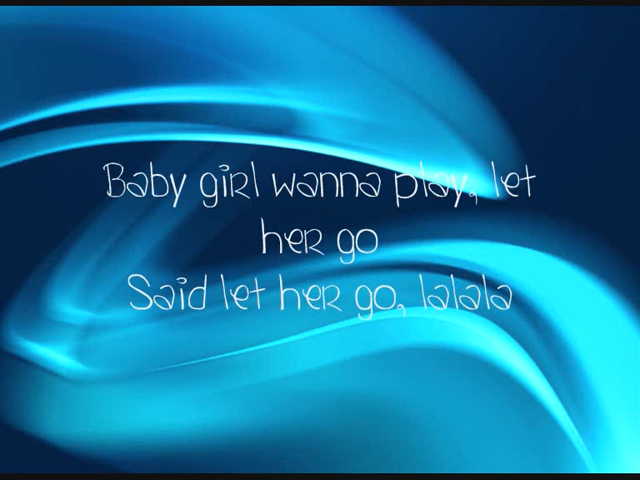 Baby girl wanna play, let
her go
Said let her go, lalala